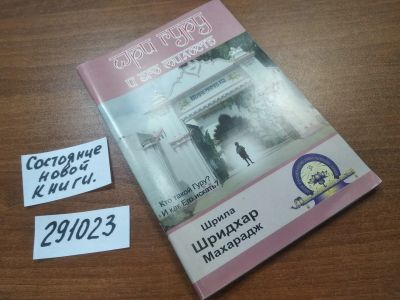 Шри Гуру
и его милость
Кто такой Гуру?
И как Его искать?
Шрила
Шридхар
Махарадж
Состояние
новой
книги.
291023